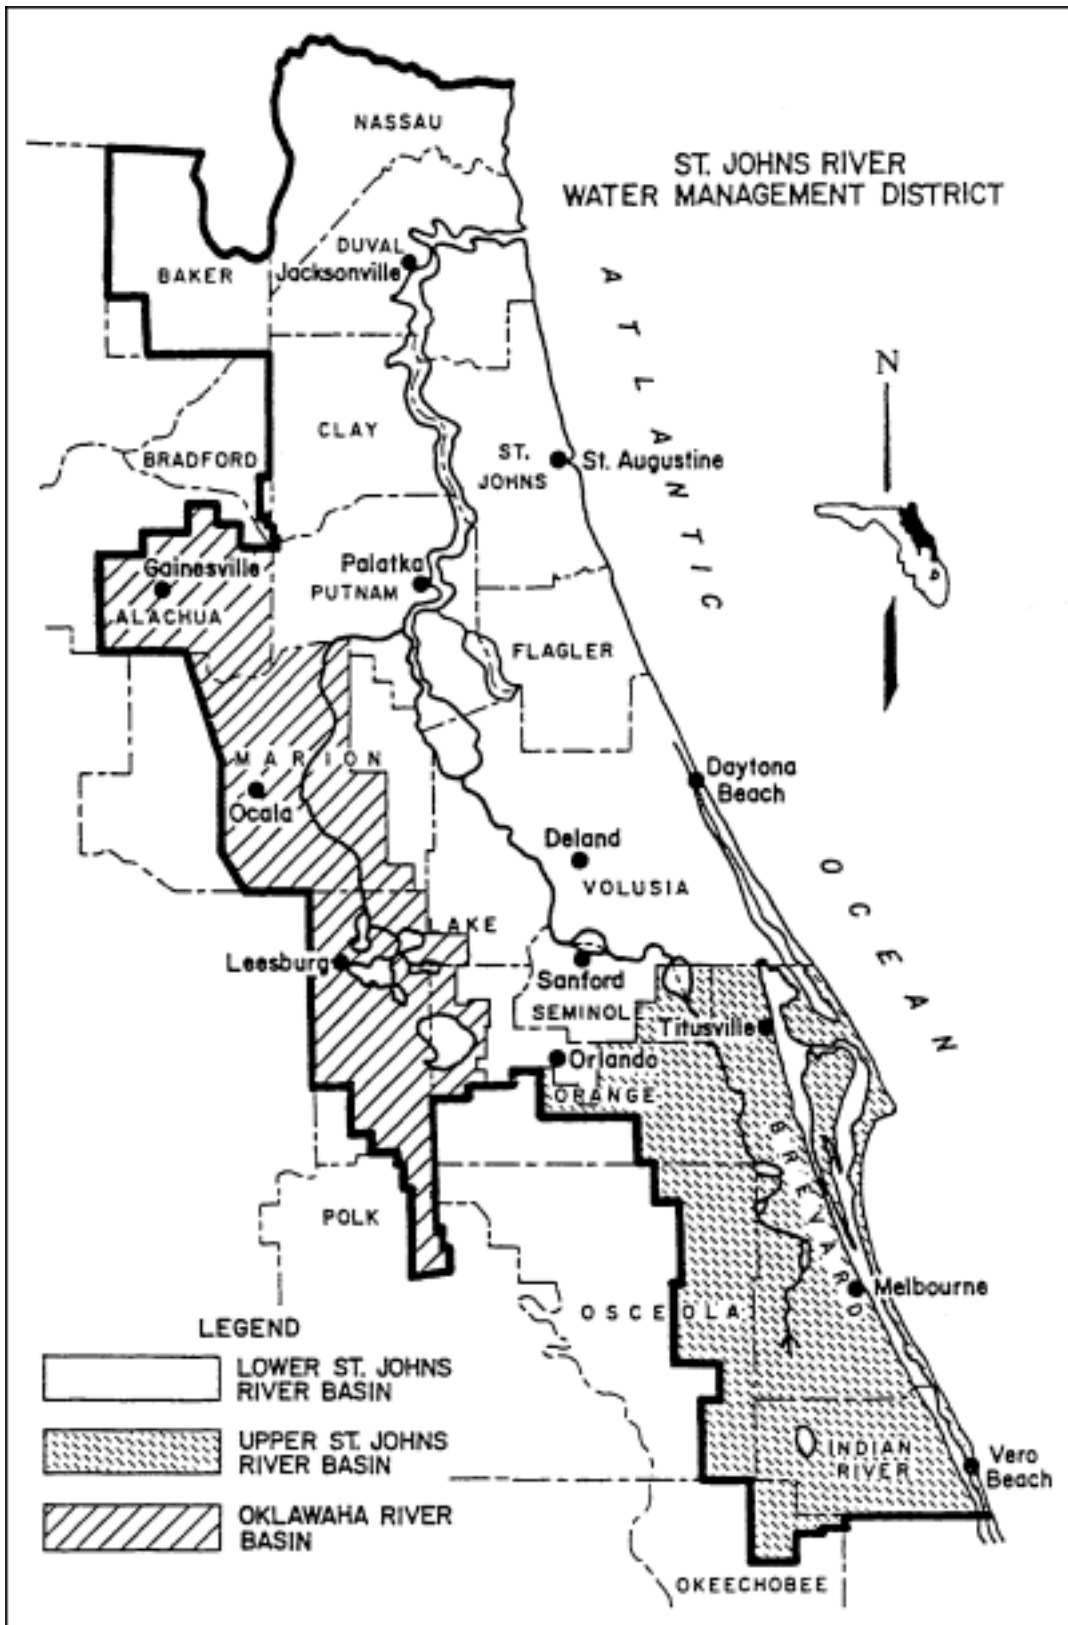 ST. JOHNS RIVER
WATER MANAGEMENT DISTRICT
NASSAU
DUVAL
Jacksonville
BAKER
ATLANTIC
N
CLAY
BRADFORD
ST.
JOHNS
St. Augustine
Gainesville
ALACHUA
Palatka
PUTNAM
FLAGLER
MARION
Ocala
Daytona
Beach
Deland
VOLUSIA
OCEAN
LAKE
Leesburg
Sanford
SEMINOLE
Titusville
Orlando
ORANGE
BREVARD
POLK
OSCEOLA
Melbourne
INDIAN
RIVER
Vero
Beach
OKEECHOBEE
LEGEND
LOWER ST. JOHNS
RIVER BASIN
UPPER ST. JOHNS
RIVER BASIN
OKLAWAHA RIVER
BASIN